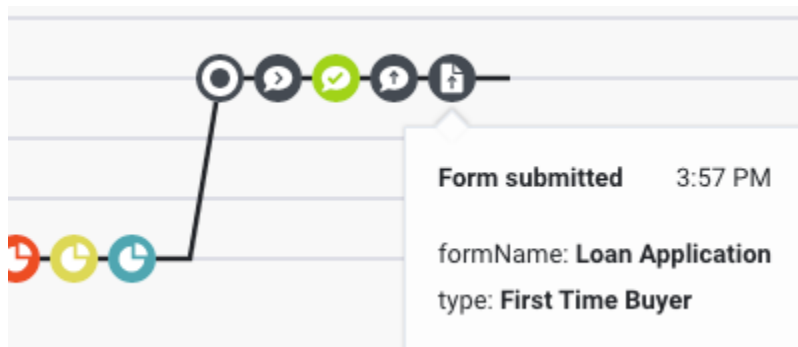 Form submitted 3:57 PM
formName: Loan Application
type: First Time Buyer